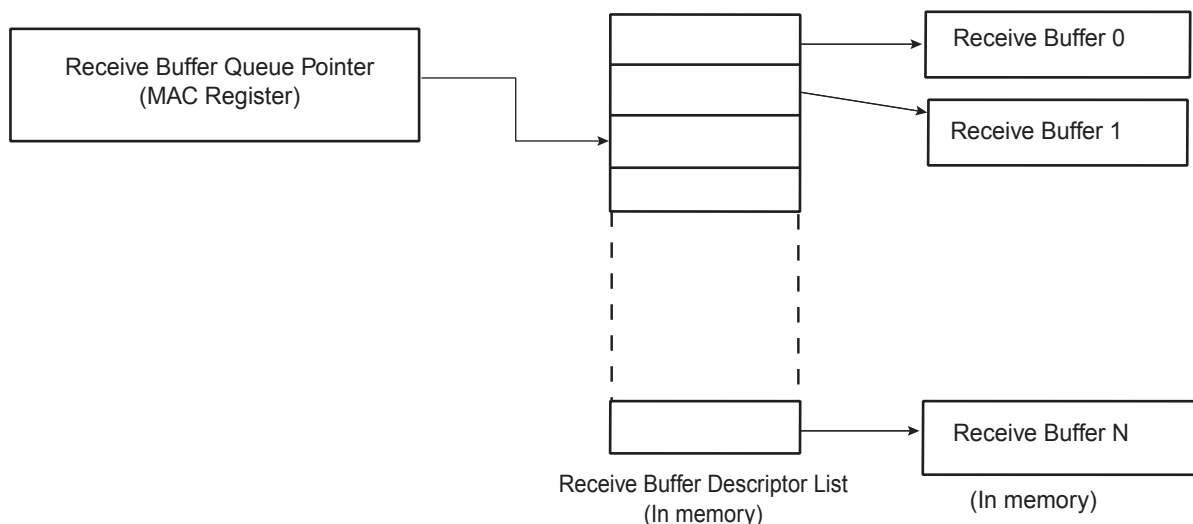 Receive Buffer Queue Pointer
(MAC Register)
Receive Buffer 0
Receive Buffer 1
Receive Buffer N
Receive Buffer Descriptor List
(In memory)
(In memory)